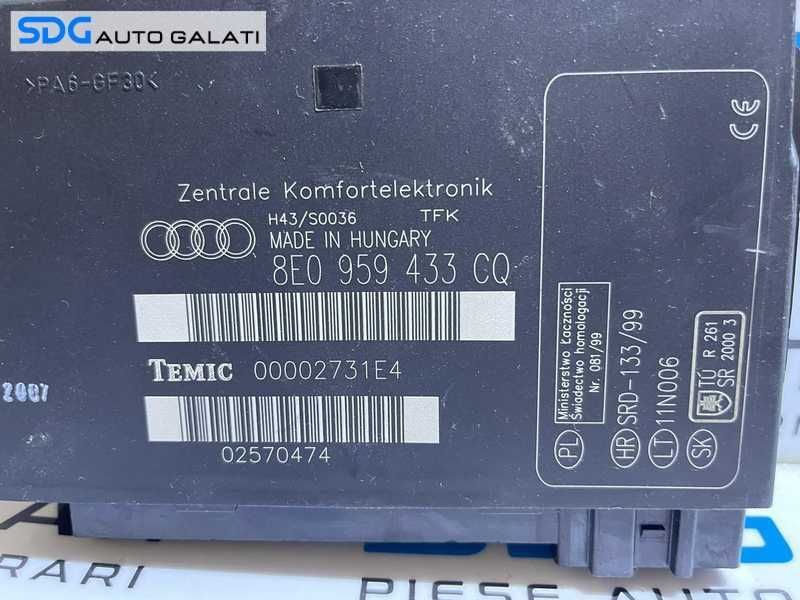 SDG AUTO GALATI
>PA6-GF30<
Zentrale Komfortelektronik
H43/S0036 TFK
MADE IN HUNGARY
8E0 959 433 CQ
TEMIC 00002731E4
02570474
2007
CE
PL Ministerstwo Łaczności
Świadectwo homologacji
Nr. 081/99
HR SRD-133/99
LT 11N006
SK TÚ R 261
SR 2000 3
RARI
PIESE AUTO